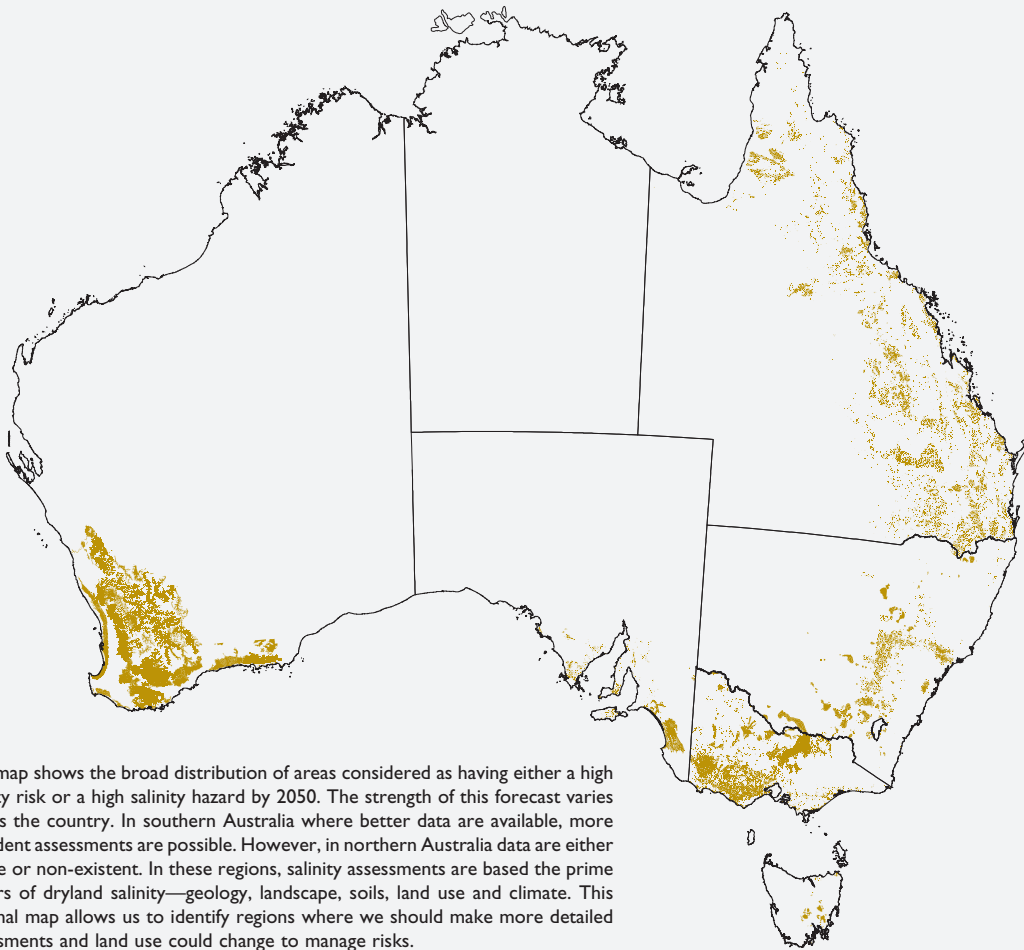 map shows the broad distribution of areas considered as having either a high
y risk or a high salinity hazard by 2050. The strength of this forecast varies
s the country. In southern Australia where better data are available, more
dent assessments are possible. However, in northern Australia data are either
e or non-existent. In these regions, salinity assessments are based the prime
rs of dryland salinity—geology, landscape, soils, land use and climate. This
nal map allows us to identify regions where we should make more detailed
sments and land use could change to manage risks.